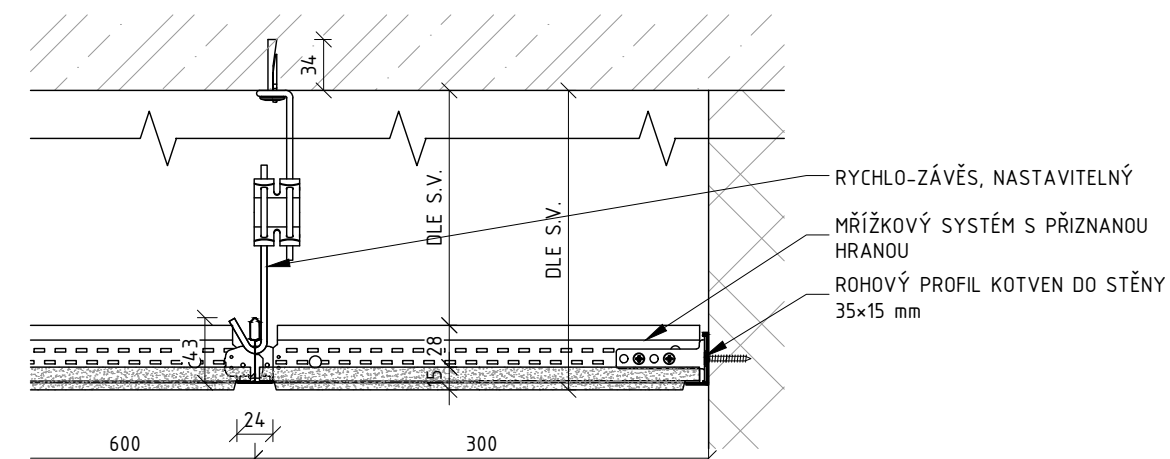 34
RYCHLO-ZÁVĚS, NASTAVITELNÝ
DLE S.V.
DLE S.V.
MŘÍŽKOVÝ SYSTÉM S PŘIZNANOU
HRANOU
ROHOVÝ PROFIL KOTVEN DO STĚNY
35×15 mm
43
28
15
24
600
300